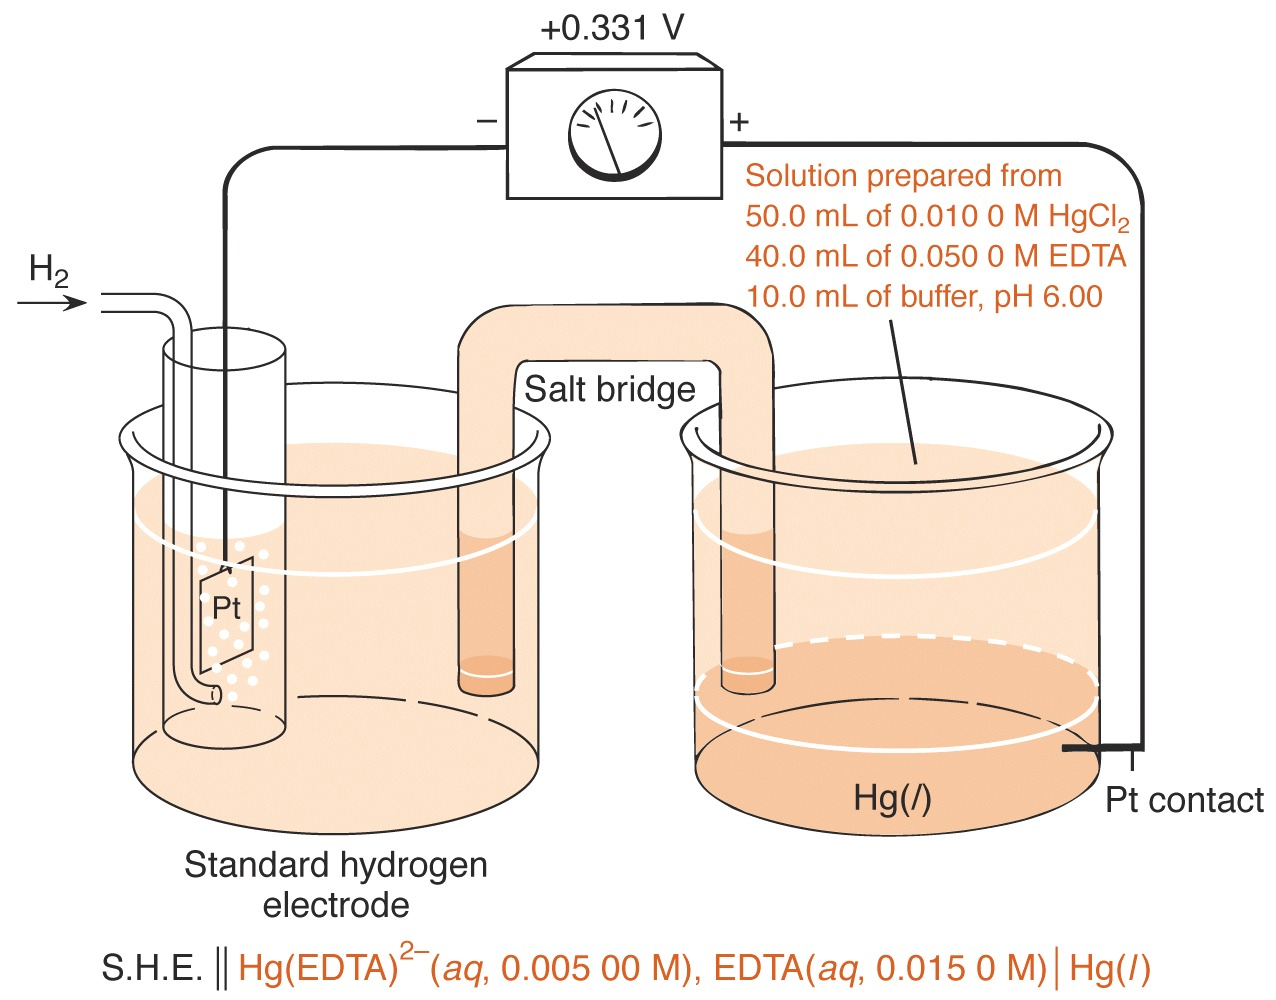 +0.331 V
–
+
Solution prepared from
50.0 mL of 0.010 0 M HgCl₂
40.0 mL of 0.050 0 M EDTA
10.0 mL of buffer, pH 6.00
H₂
Salt bridge
Pt
Hg(l)
Pt contact
Standard hydrogen
electrode
S.H.E. || Hg(EDTA)²⁻(aq, 0.005 00 M), EDTA(aq, 0.015 0 M) | Hg(l)